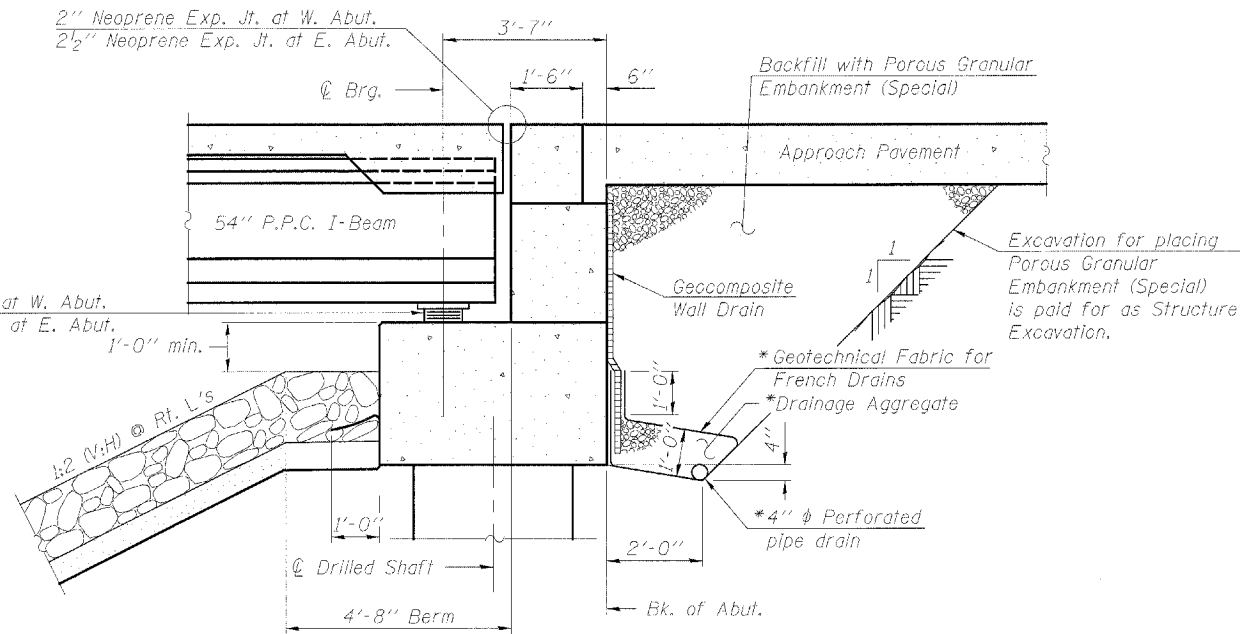 2" Neoprene Exp. Jt. at W. Abut.
2½" Neoprene Exp. Jt. at E. Abut.
3'-7"
℄ Brg.
1'-6"
6"
Backfill with Porous Granular
Embankment (Special)
Approach Pavement
54" P.P.C. I-Beam
Geocomposite
Wall Drain
Excavation for placing
Porous Granular
Embankment (Special)
is paid for as Structure
Excavation.
1
1
at W. Abut.
at E. Abut.
1'-0" min.
*Geotechnical Fabric for
French Drains
*Drainage Aggregate
1'-0"
1'-0"
4"
1:2 (V:H) @ Rt. L's
1'-0"
*4" ϕ Perforated
pipe drain
2'-0"
℄ Drilled Shaft
4'-8" Berm
Bk. of Abut.